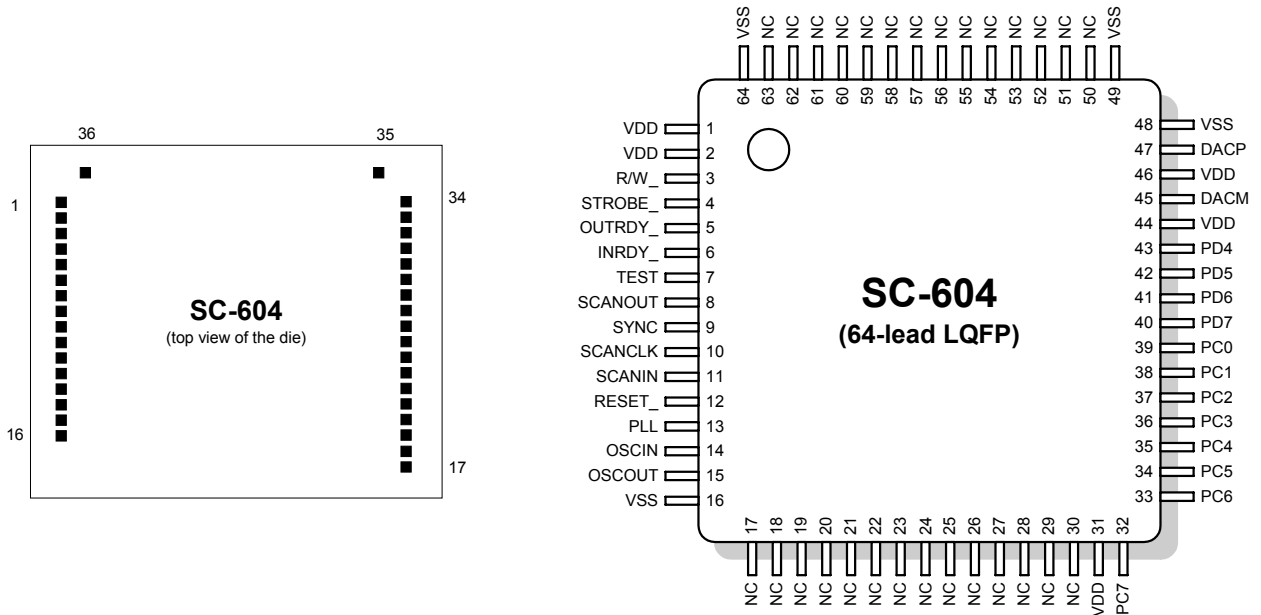 36
35
1
34
SC-604
(top view of the die)
16
17
VSS
NC
NC
NC
NC
NC
NC
NC
NC
NC
NC
NC
NC
NC
NC
VSS
64
63
62
61
60
59
58
57
56
55
54
53
52
51
50
49
VDD 1
VDD 2
R/W_ 3
STROBE_ 4
OUTRDY_ 5
INRDY_ 6
TEST 7
SCANOUT 8
SYNC 9
SCANCLK 10
SCANIN 11
RESET_ 12
PLL 13
OSCIN 14
OSCOUT 15
VSS 16
SC-604
(64-lead LQFP)
48 VSS
47 DACP
46 VDD
45 DACM
44 VDD
43 PD4
42 PD5
41 PD6
40 PD7
39 PC0
38 PC1
37 PC2
36 PC3
35 PC4
34 PC5
33 PC6
17
18
19
20
21
22
23
24
25
26
27
28
29
30
31
32
NC
NC
NC
NC
NC
NC
NC
NC
NC
NC
NC
NC
NC
NC
VDD
PC7